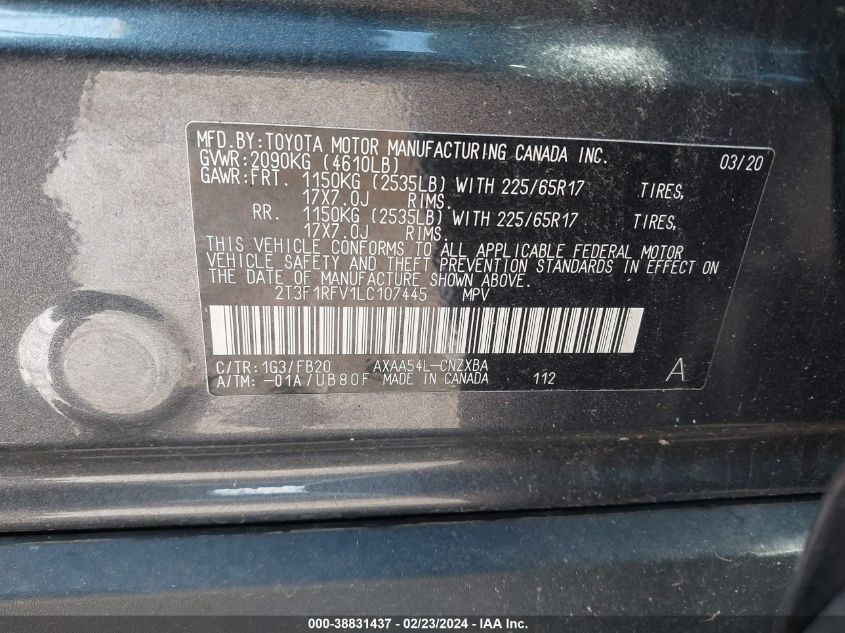 MFD.BY:TOYOTA MOTOR MANUFACTURING CANADA INC. 03/20
GVWR:2090KG (4610LB)
GAWR:FRT. 1150KG (2535LB) WITH 225/65R17 TIRES,
17X7.0J RIMS.
RR. 1150KG (2535LB) WITH 225/65R17 TIRES,
17X7.0J RIMS.
THIS VEHICLE CONFORMS TO ALL APPLICABLE FEDERAL MOTOR
VEHICLE SAFETY AND THEFT PREVENTION STANDARDS IN EFFECT ON
THE DATE OF MANUFACTURE SHOWN ABOVE.
2T3F1RFV1LC107445 MPV
C/TR:1G3/FB20 AXAA54L-CNZXBA
A/TM:-01A/UB80F MADE IN CANADA 112 A
000-38831437 - 02/23/2024 - IAA Inc.